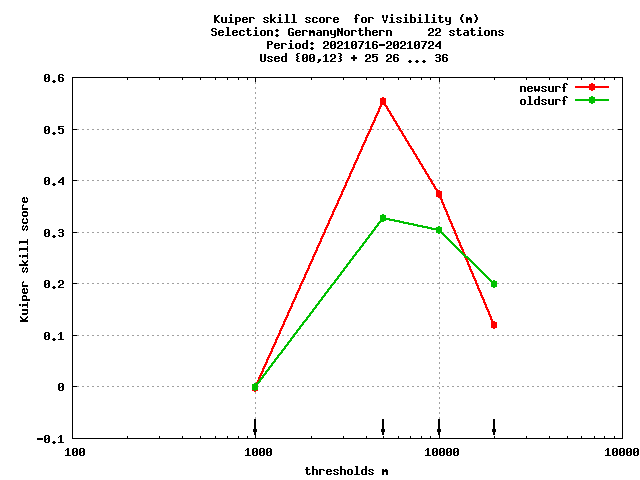 Kuiper skill score  for Visibility (m)
Selection: GermanyNorthern     22 stations
Period: 20210716-20210724
Used {00,12} + 25 26 ... 36
newsurf
oldsurf
0.6
0.5
0.4
0.3
0.2
0.1
0
-0.1
Kuiper skill score
100 1000 10000 10000
thresholds m